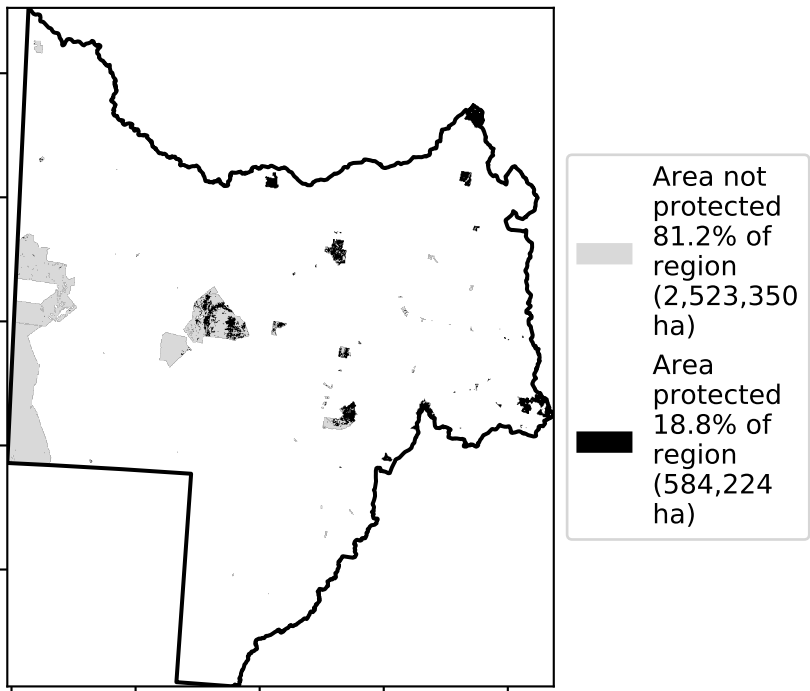 Area not
protected
81.2% of
region
(2,523,350
ha)
Area
protected
18.8% of
region
(584,224
ha)